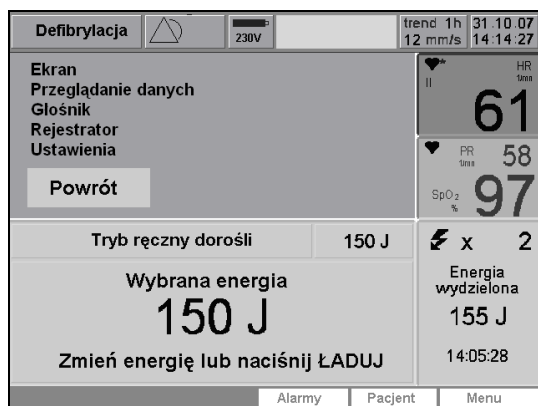 Defibrylacja
230V
trend 1h 31.10.07
12 mm/s 14:14:27
Ekran
Przeglądanie danych
Głośnik
Rejestrator
Ustawienia
Powrót
HR
II 1/min
61
PR 58
1/min
SpO2 97
%
Tryb ręczny dorośli 150 J
Wybrana energia
150 J
Zmień energię lub naciśnij ŁADUJ
x 2
Energia
wydzielona
155 J
14:05:28
Alarmy Pacjent Menu